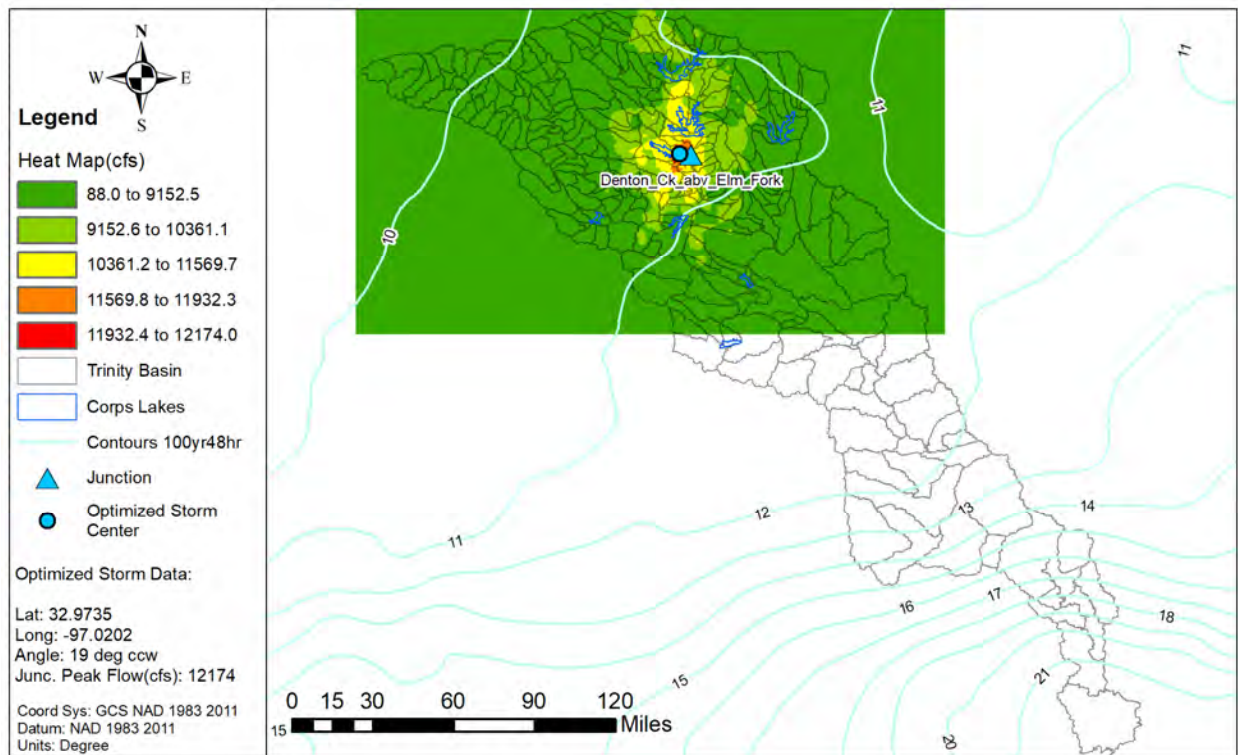 N
W E
S
Legend
Heat Map(cfs)
88.0 to 9152.5
9152.6 to 10361.1
10361.2 to 11569.7
11569.8 to 11932.3
11932.4 to 12174.0
Trinity Basin
Corps Lakes
Contours 100yr48hr
Junction
Optimized Storm
Center
Optimized Storm Data:
Lat: 32.9735
Long: -97.0202
Angle: 19 deg ccw
Junc. Peak Flow(cfs): 12174
Coord Sys: GCS NAD 1983 2011
Datum: NAD 1983 2011
Units: Degree
11
11
Denton_Ck_abv_Elm_Fork
10
12
13
14
11
16
17
18
15
21
20
15
0 15 30 60 90 120
Miles